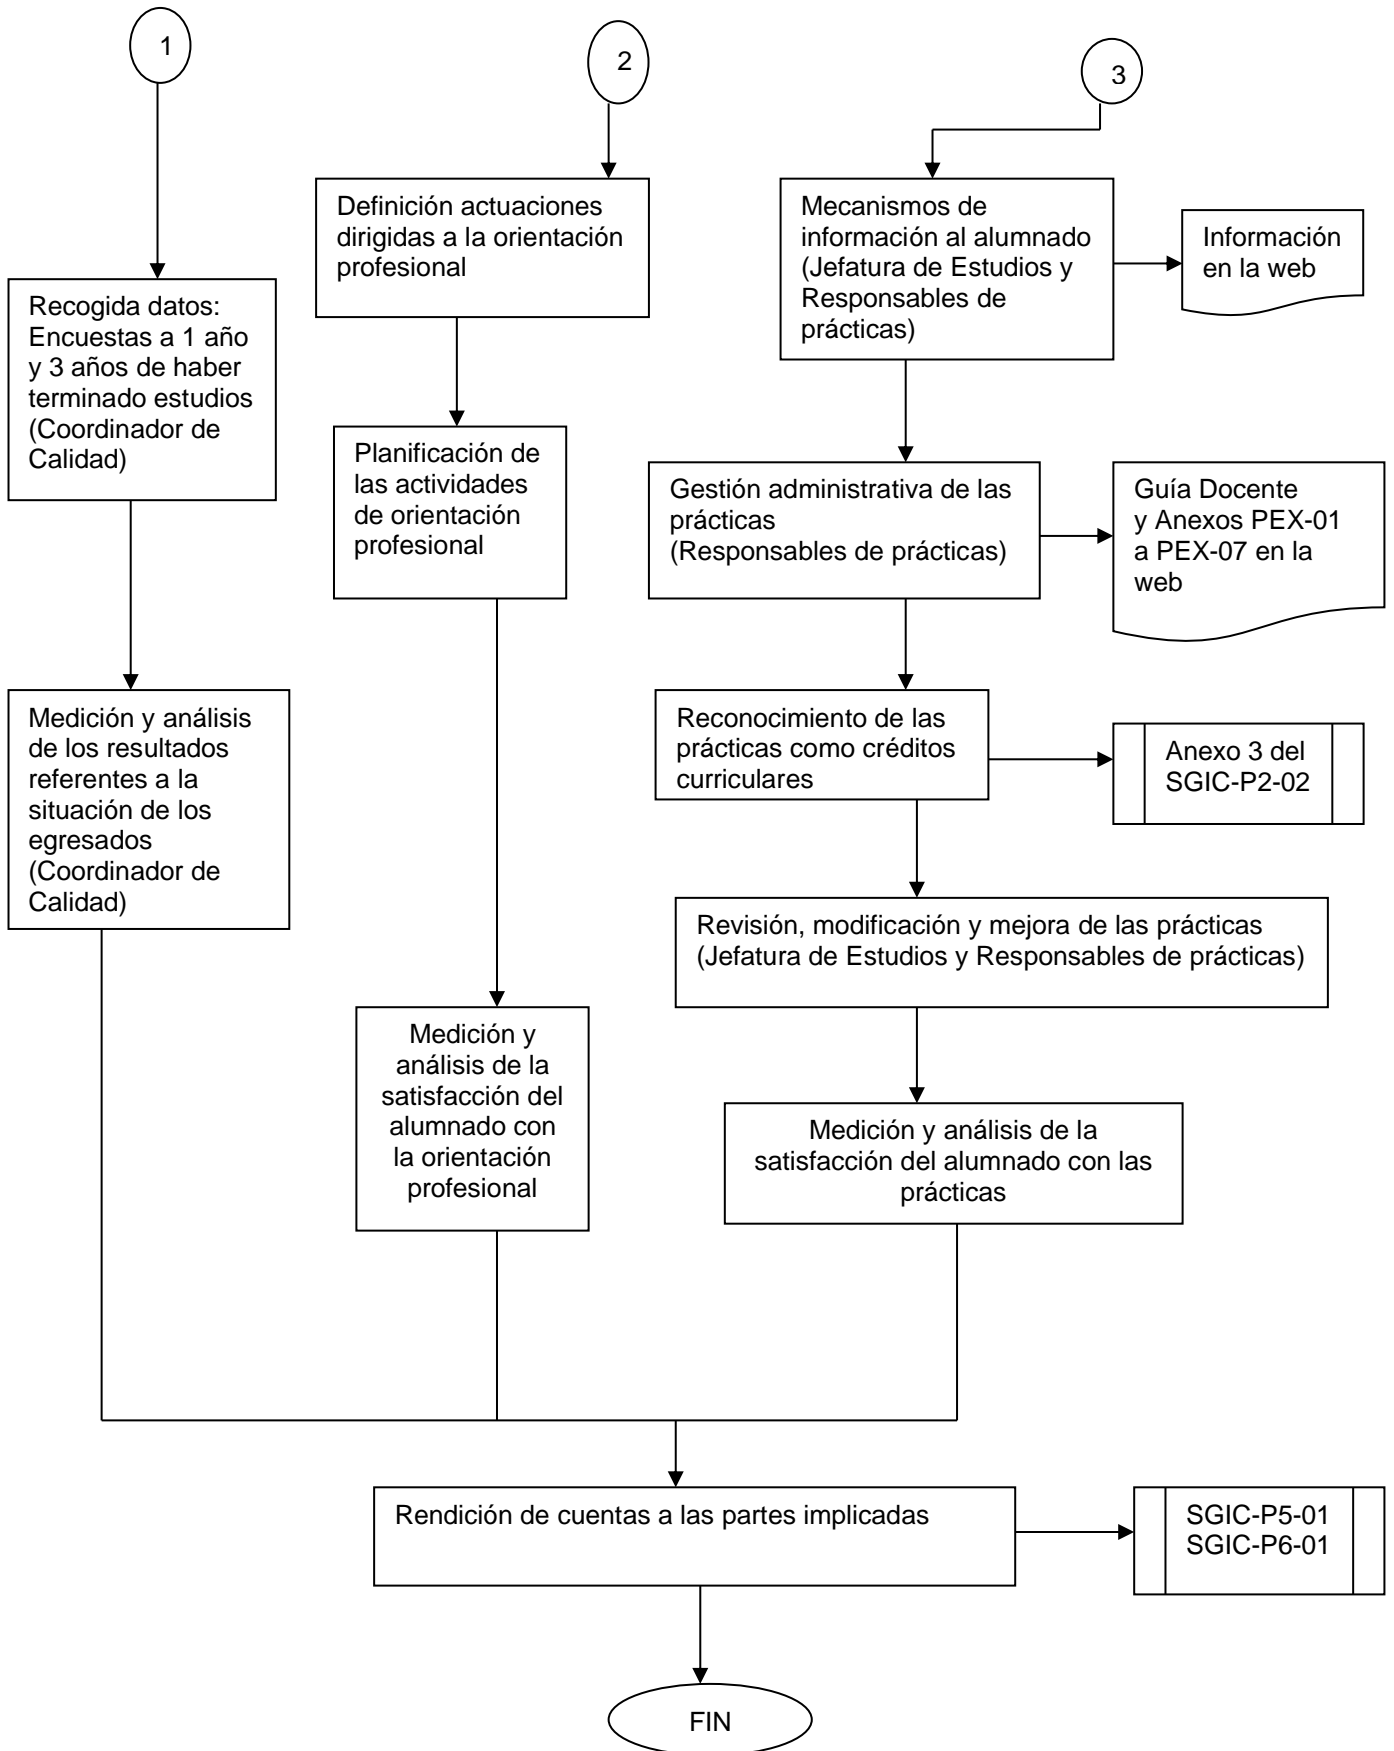 1
2
3
Definición actuaciones
dirigidas a la orientación
profesional
Mecanismos de
información al alumnado
(Jefatura de Estudios y
Responsables de
prácticas)
Información
en la web
Recogida datos:
Encuestas a 1 año
y 3 años de haber
terminado estudios
(Coordinador de
Calidad)
Planificación de
las actividades
de orientación
profesional
Gestión administrativa de las
prácticas
(Responsables de prácticas)
Guía Docente
y Anexos PEX-01
a PEX-07 en la
web
Medición y análisis
de los resultados
referentes a la
situación de los
egresados
(Coordinador de
Calidad)
Reconocimiento de las
prácticas como créditos
curriculares
Anexo 3 del
SGIC-P2-02
Revisión, modificación y mejora de las prácticas
(Jefatura de Estudios y Responsables de prácticas)
Medición y
análisis de la
satisfacción del
alumnado con
la orientación
profesional
Medición y análisis de la
satisfacción del alumnado con las
prácticas
Rendición de cuentas a las partes implicadas
SGIC-P5-01
SGIC-P6-01
FIN